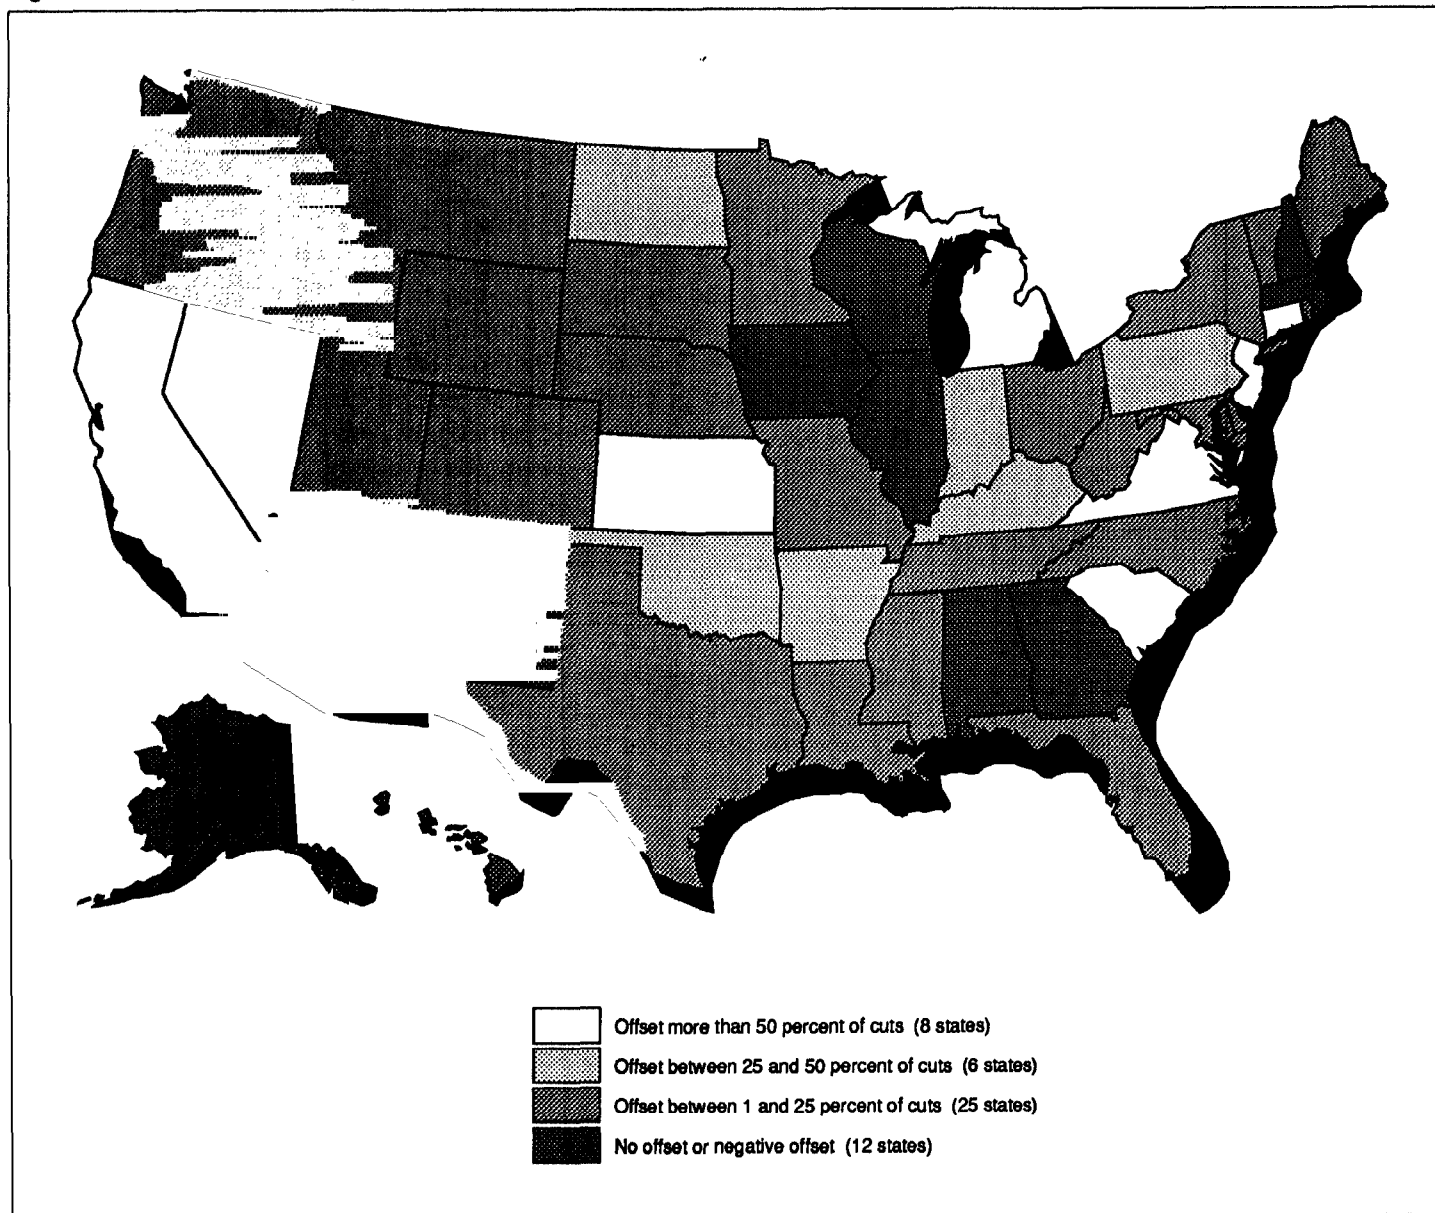 Offset more than 50 percent of cuts (8 states)
Offset between 25 and 50 percent of cuts (6 states)
Offset between 1 and 25 percent of cuts (25 states)
No offset or negative offset (12 states)